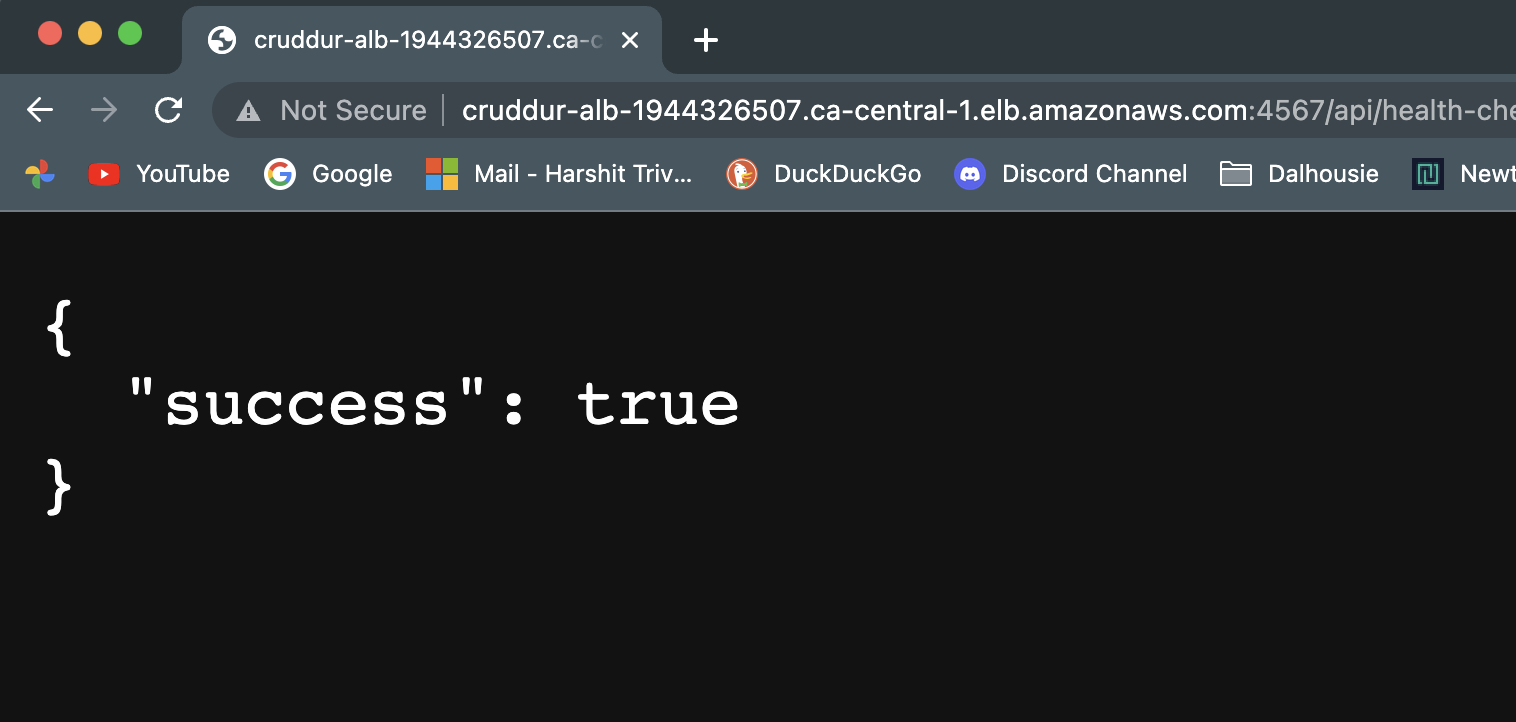 cruddur-alb-1944326507.ca-c
Not Secure cruddur-alb-1944326507.ca-central-1.elb.amazonaws.com:4567/api/health-che
YouTube Google Mail - Harshit Triv... DuckDuckGo Discord Channel Dalhousie Newt
{
"success": true
}